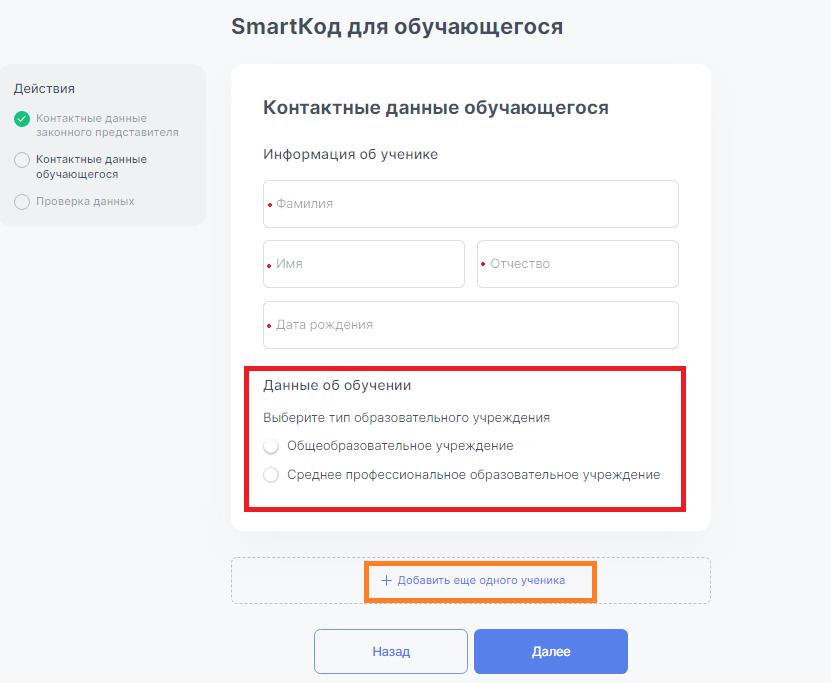 SmartКод для обучающегося
Действия
Контактные данные
законного представителя
Контактные данные
обучающегося
Проверка данных
Контактные данные обучающегося
Информация об ученике
Фамилия
Имя
Отчество
Дата рождения
Данные об обучении
Выберите тип образовательного учреждения
Общеобразовательное учреждение
Среднее профессиональное образовательное учреждение
+ Добавить еще одного ученика
Назад
Далее